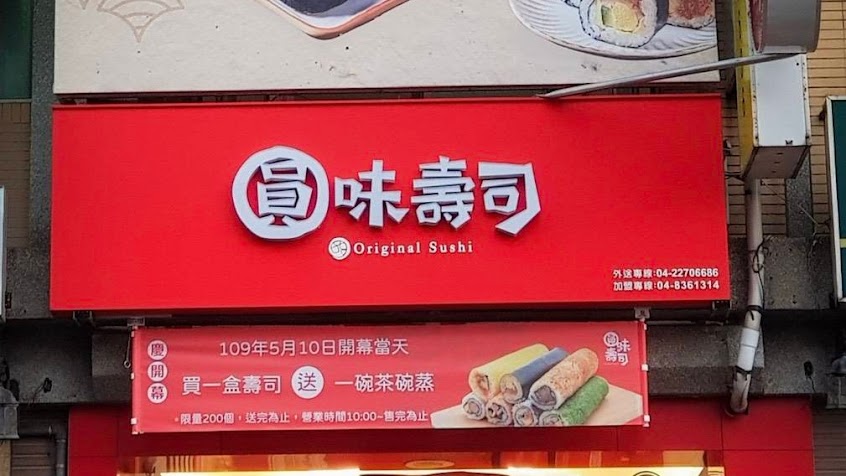 圓味壽司
Original Sushi
外送專線:04-22706686
加盟專線:04-8361314
慶開幕
109年5月10日開幕當天
買一盒壽司 送 一碗茶碗蒸
*限量200個，送完為止，營業時間10:00~售完為止
圓味壽司